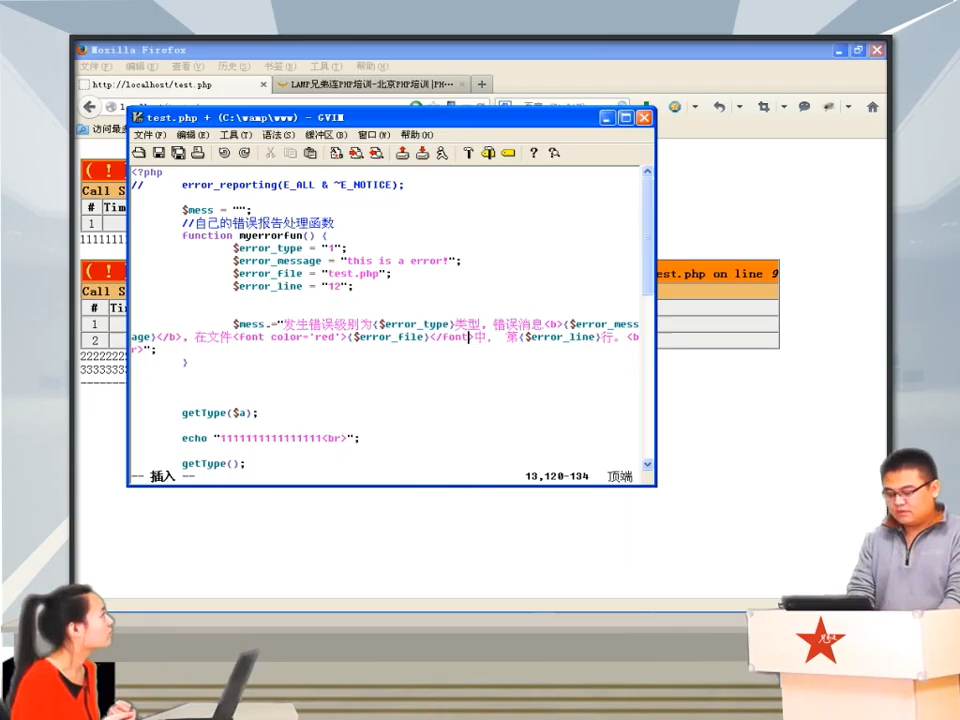 Mozilla Firefox
文件(F) 编辑(E) 查看(V) 历史(S) 书签(B) 工具(T) 帮助(H)
http://localhost/test.php
LAMP兄弟连PHP培训-北京PHP培训|PH…
test.php + (C:\wamp\www) - GVIM
文件(F) 编辑(E) 工具(T) 语法(S) 缓冲区(B) 窗口(W) 帮助(H)
<?php
// error_reporting(E_ALL & ~E_NOTICE);
$mess = "";
//自己的错误报告处理函数
function myerrorfun() {
$error_type = "1";
$error_message = "this is a error!";
$error_file = "test.php";
$error_line = "12";
$mess.="发生错误级别为{$error_type}类型，错误消息<b>{$error_mess
age}</b>，在文件<font color='red'>{$error_file}</font>中， 第{$error_line}行。<b
r>";
}
getType($a);
echo "1111111111111111<br>";
getType();
-- 插入 --
13,120-134
顶端
( !
Call S
# Tim
1
1111111
( !
est.php on line 9
Call S
# Ti
1
2
22222222
3333333